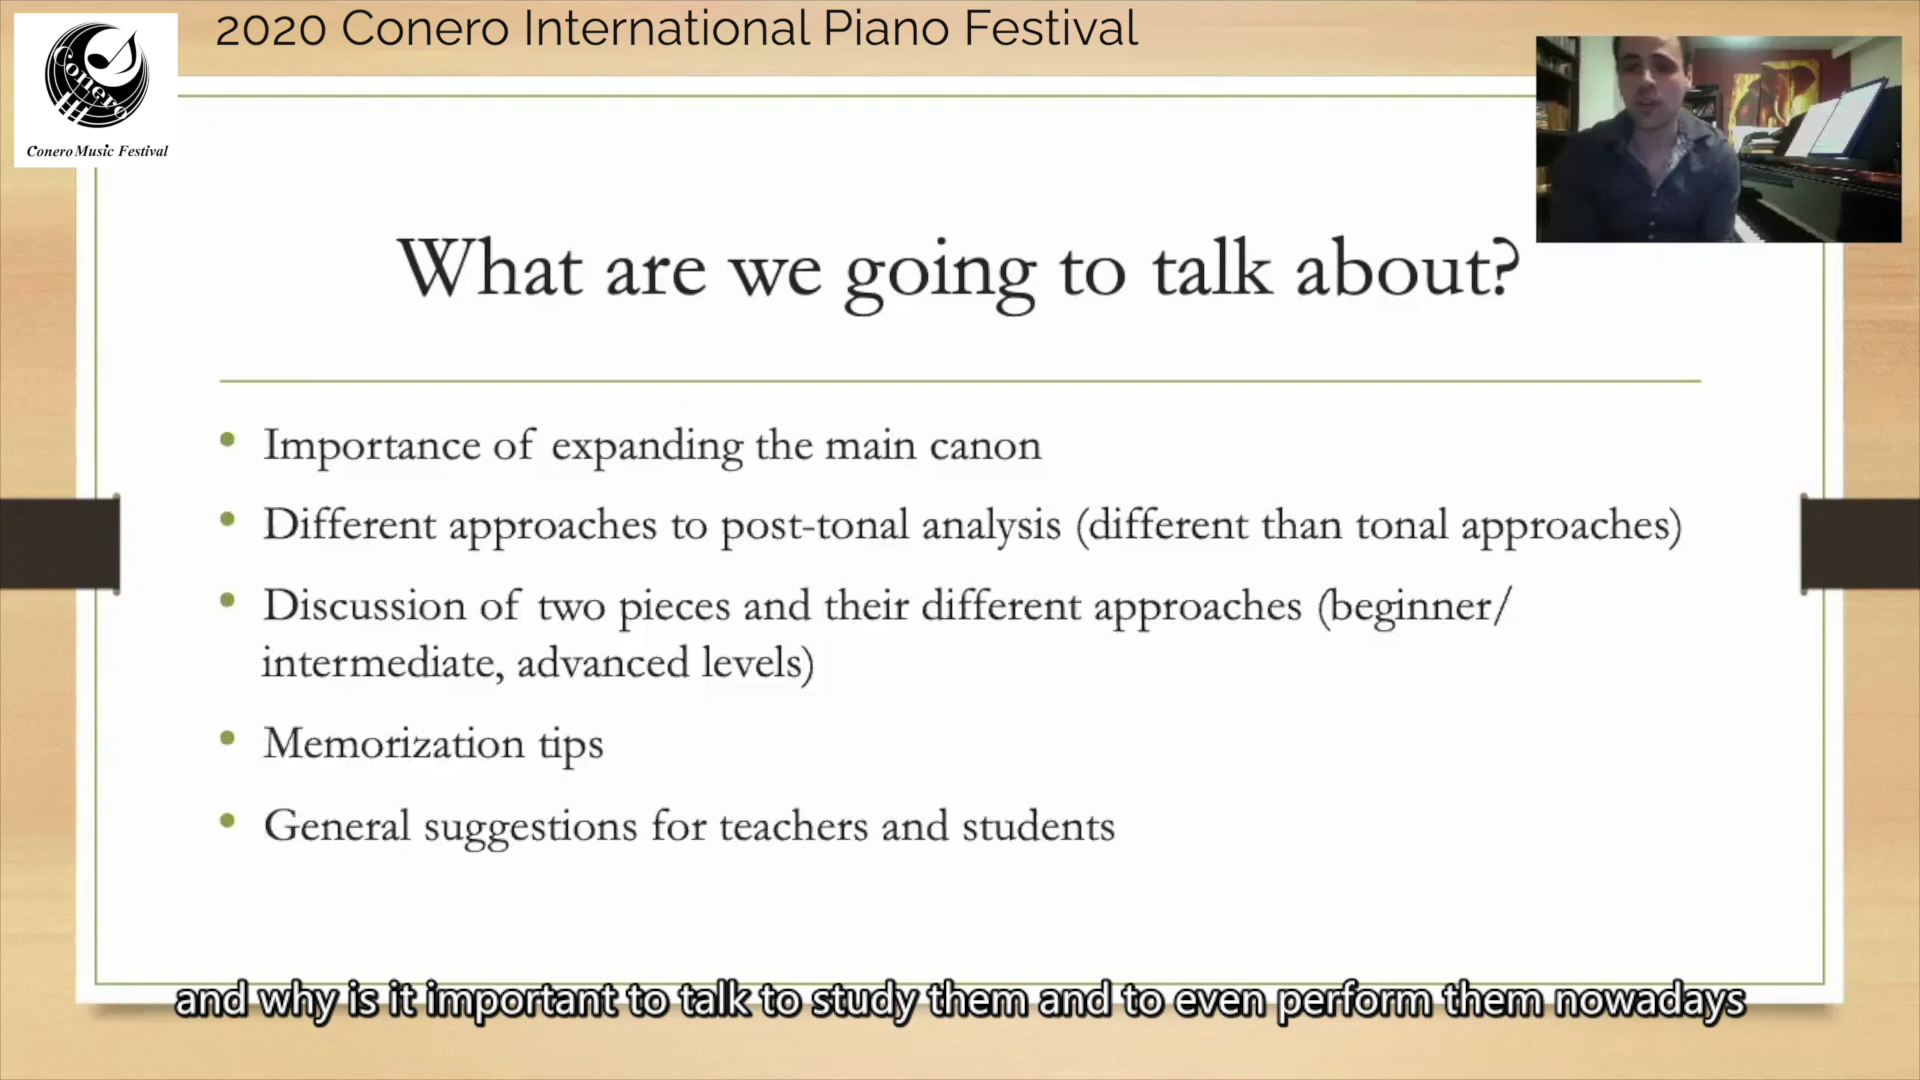 2020 Conero International Piano Festival
Conero
Conero Music Festival
What are we going to talk about?
• Importance of expanding the main canon
• Different approaches to post-tonal analysis (different than tonal approaches)
• Discussion of two pieces and their different approaches (beginner/
intermediate, advanced levels)
• Memorization tips
• General suggestions for teachers and students
and why is it important to talk to study them and to even perform them nowadays